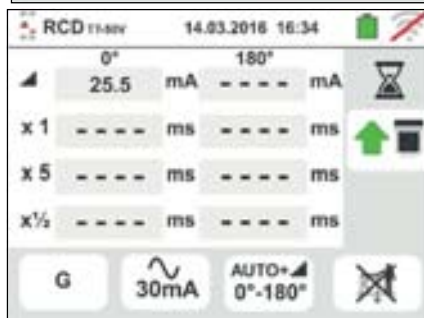 RCD TT-50V 14.03.2016 16:34
0° 180°
25.5 mA - - - - mA
x 1 - - - - ms - - - - ms
x 5 - - - - ms - - - - ms
x½ - - - - ms - - - - ms
G 30mA AUTO+ 0°-180°